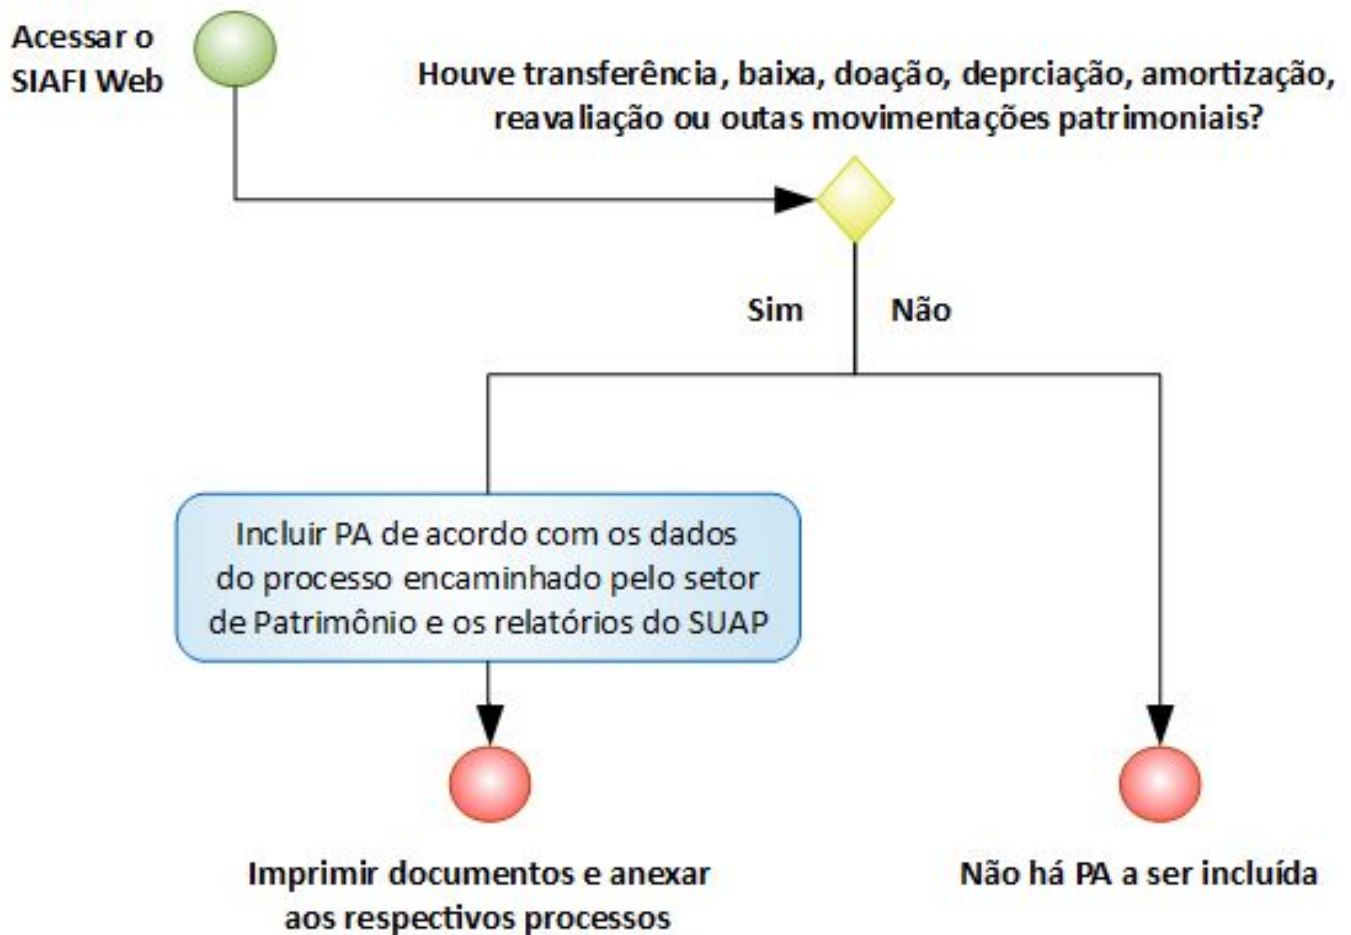 Acessar o
SIAFI Web
Houve transferência, baixa, doação, deprciação, amortização,
reavaliação ou outas movimentações patrimoniais?
Sim
Não
Incluir PA de acordo com os dados
do processo encaminhado pelo setor
de Patrimônio e os relatórios do SUAP
Imprimir documentos e anexar
aos respectivos processos
Não há PA a ser incluída